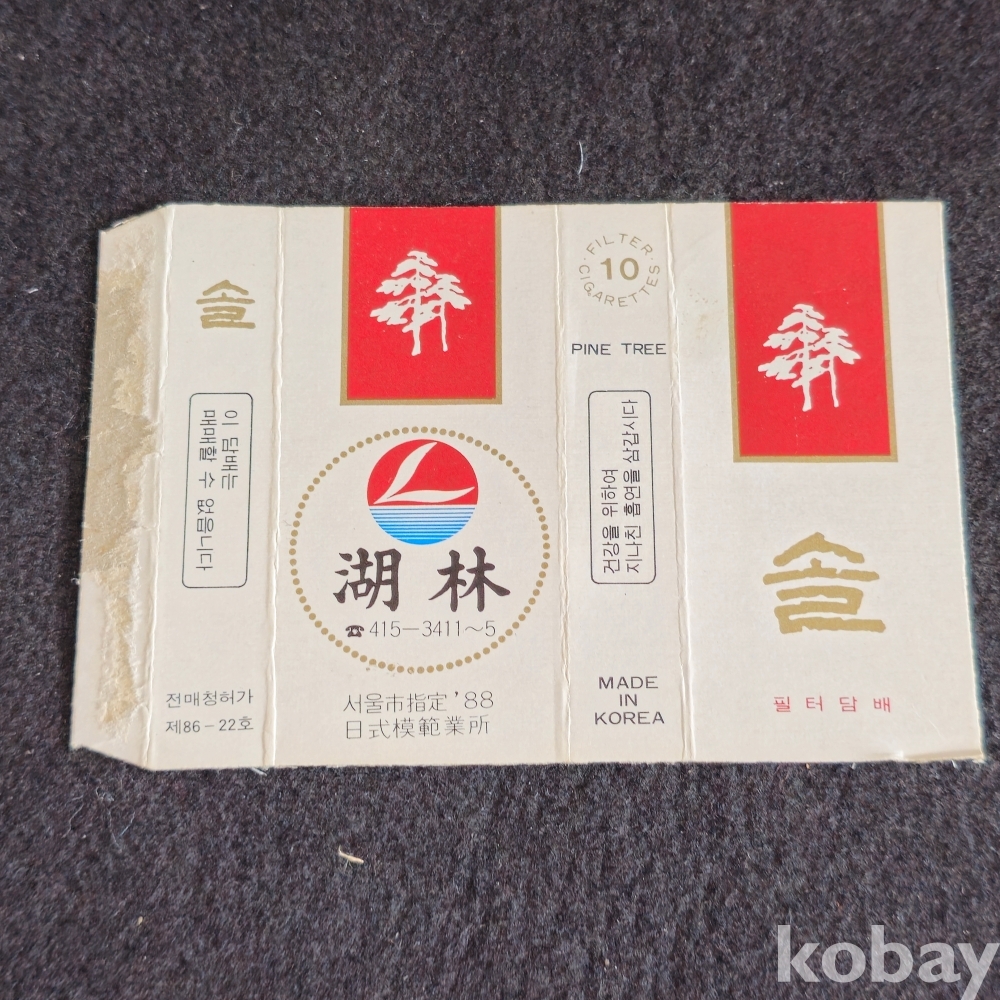 솔
이 담배는
매매할 수 없읍니다
전매청허가
제86-22호
湖林
☎415-3411~5
서울市指定 '88
日式模範業所
FILTER
10
CIGARETTES
PINE TREE
건강을 위하여
지나친 흡연을 삼갑시다
MADE
IN
KOREA
솔
필터담배
kobay